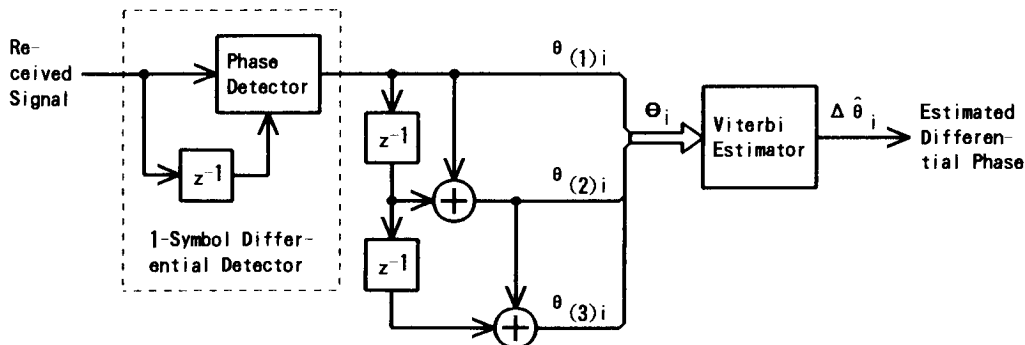 Re-
ceived
Signal
Phase
Detector
z⁻¹
1-Symbol Differ-
ential Detector
z⁻¹
z⁻¹
θ(1)i
θ(2)i
θ(3)i
Θi
Viterbi
Estimator
Δθ̂i
Estimated
Differen-
tial Phase